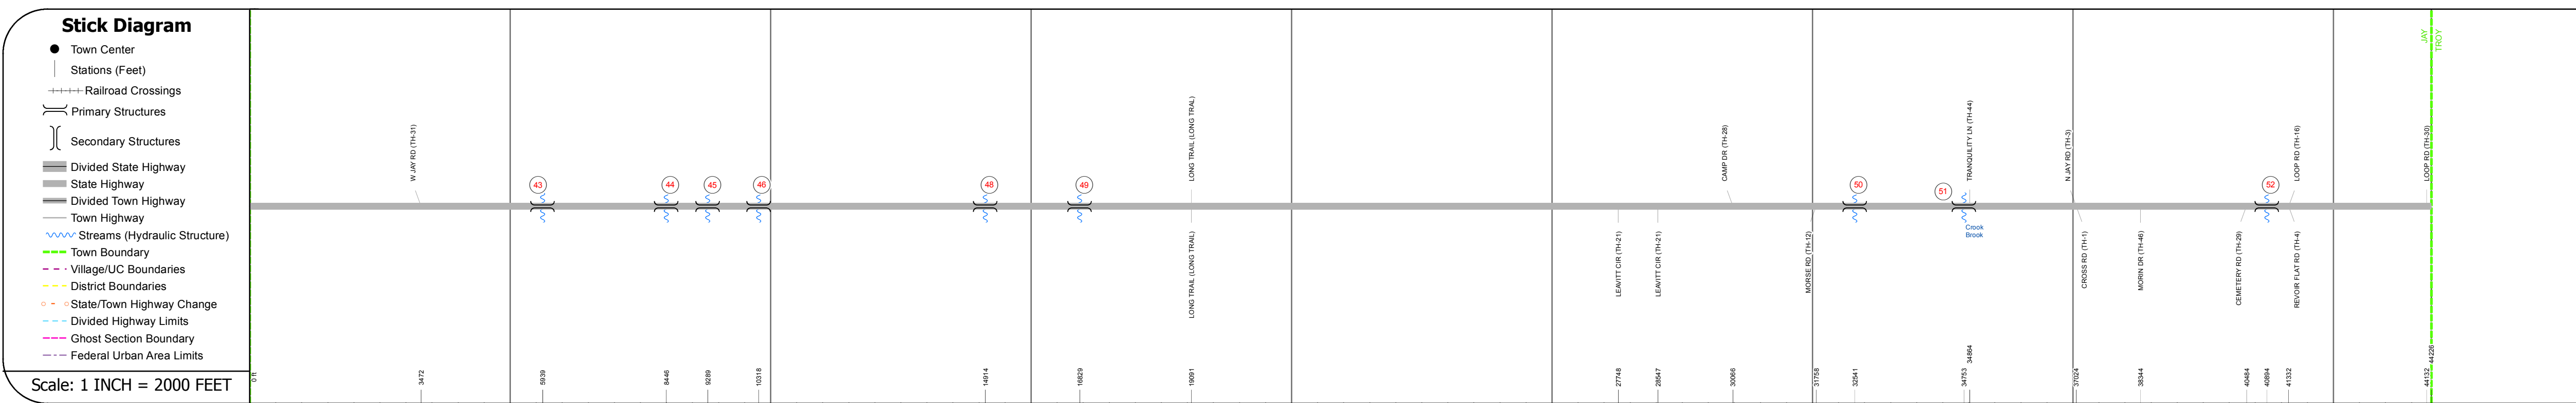 Stick Diagram
Town Center
Stations (Feet)
Railroad Crossings
Primary Structures
Secondary Structures
Divided State Highway
State Highway
Divided Town Highway
Town Highway
Streams (Hydraulic Structure)
Town Boundary
Village/UC Boundaries
District Boundaries
State/Town Highway Change
Divided Highway Limits
Ghost Section Boundary
Federal Urban Area Limits
Scale: 1 INCH = 2000 FEET
JAY
TROY
W JAY RD (TH-31)
LONG TRAIL (LONG TRAL)
CAMP DR (TH-28)
TRANQUILITY LN (TH-44)
N JAY RD (TH-3)
LOOP RD (TH-16)
LOOP RD (TH-30)
43
44
45
46
48
49
50
51
52
Crook
Brook
LONG TRAIL (LONG TRAIL)
LEAVITT CIR (TH-21)
LEAVITT CIR (TH-21)
MORSE RD (TH-12)
CROSS RD (TH-1)
MORIN DR (TH-46)
CEMETERY RD (TH-29)
REVOIR FLAT RD (TH-4)
0 ft
3472
5939
8446
9289
10318
14914
16829
19091
27748
28547
30066
31758
32541
34753
34864
37024
38344
40484
40894
41332
44132
44226